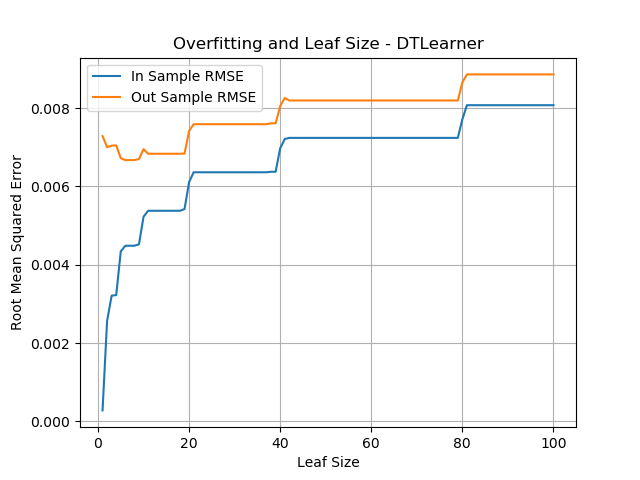 Overfitting and Leaf Size - DTLearner
In Sample RMSE
Out Sample RMSE
Root Mean Squared Error
0.008
0.006
0.004
0.002
0.000
0 20 40 60 80 100
Leaf Size